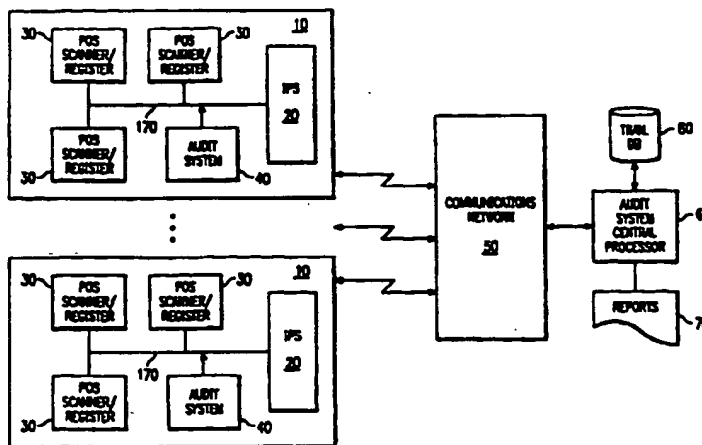 30
POS
SCANNER/
REGISTER
POS
SCANNER/
REGISTER
30
10
IPS
20
170
POS
SCANNER/
REGISTER
30
AUDIT
SYSTEM
40
COMMUNICATIONS
NETWORK
50
TRAN.
DB
80
AUDIT
SYSTEM
CENTRAL
PROCESSOR
REPORTS
30
POS
SCANNER/
REGISTER
POS
SCANNER/
REGISTER
30
10
IPS
20
170
POS
SCANNER/
REGISTER
30
AUDIT
SYSTEM
40